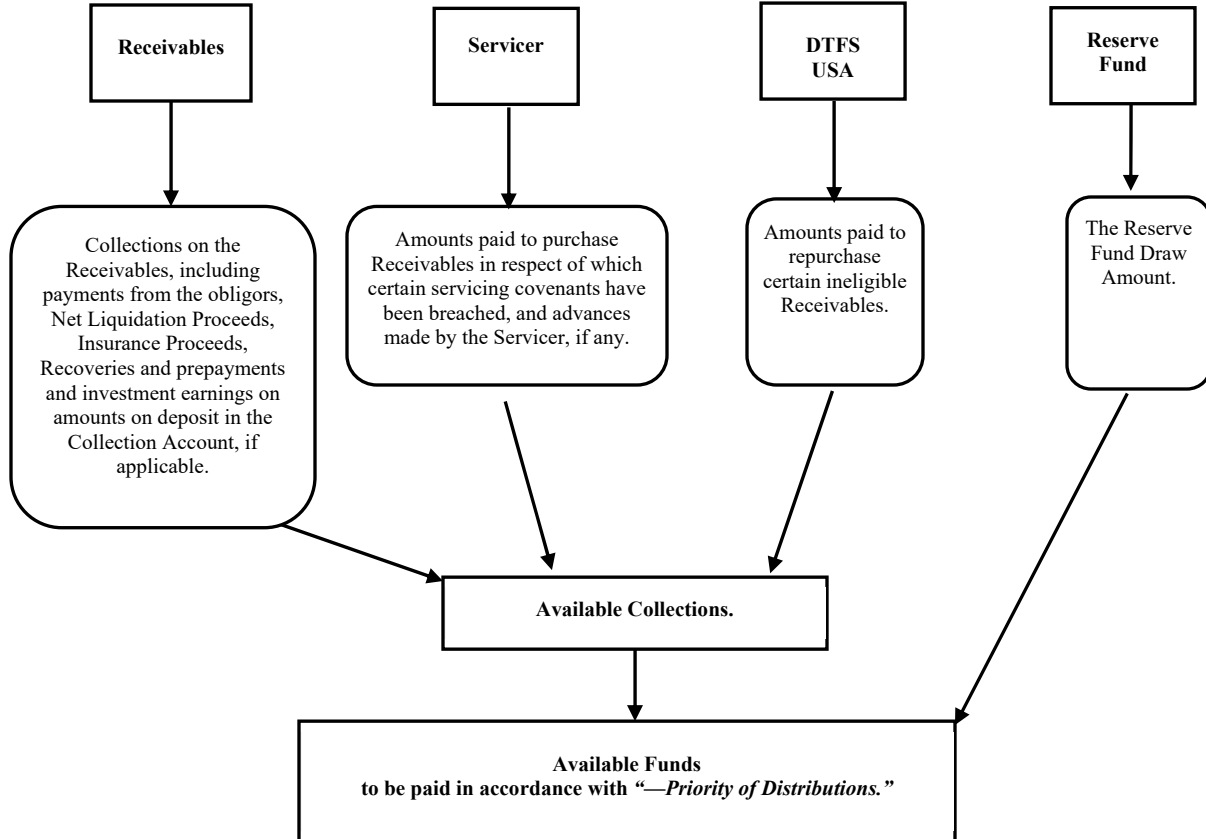 Receivables
Servicer
DTFS
USA
Reserve
Fund
Collections on the
Receivables, including
payments from the obligors,
Net Liquidation Proceeds,
Insurance Proceeds,
Recoveries and prepayments
and investment earnings on
amounts on deposit in the
Collection Account, if
applicable.
Amounts paid to purchase
Receivables in respect of which
certain servicing covenants have
been breached, and advances
made by the Servicer, if any.
Amounts paid to
repurchase
certain ineligible
Receivables.
The Reserve
Fund Draw
Amount.
Available Collections.
Available Funds
to be paid in accordance with “—Priority of Distributions.”